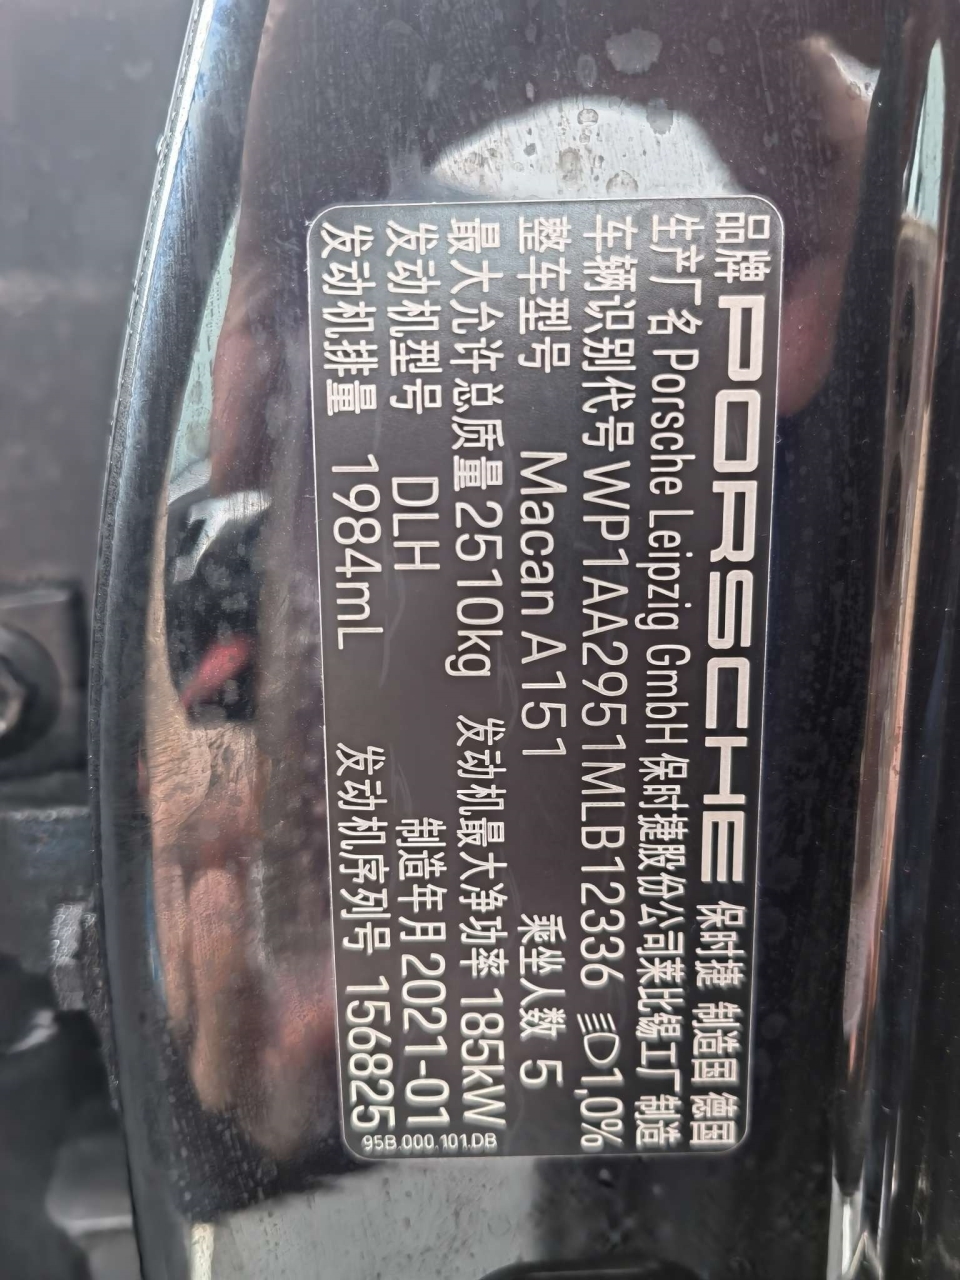 品牌 PORSCHE 保时捷 制造国 德国
生产厂名 Porsche Leipzig GmbH 保时捷股份公司莱比锡工厂制造
车辆识别代号 WP1AA2951MLB12336 1,0%
整车型号 Macan A151 乘坐人数 5
最大允许总质量 2510kg 发动机最大净功率 185kW
发动机型号 DLH 制造年月 2021-01
发动机排量 1984mL 发动机序列号 156825
95B.000.101.DB